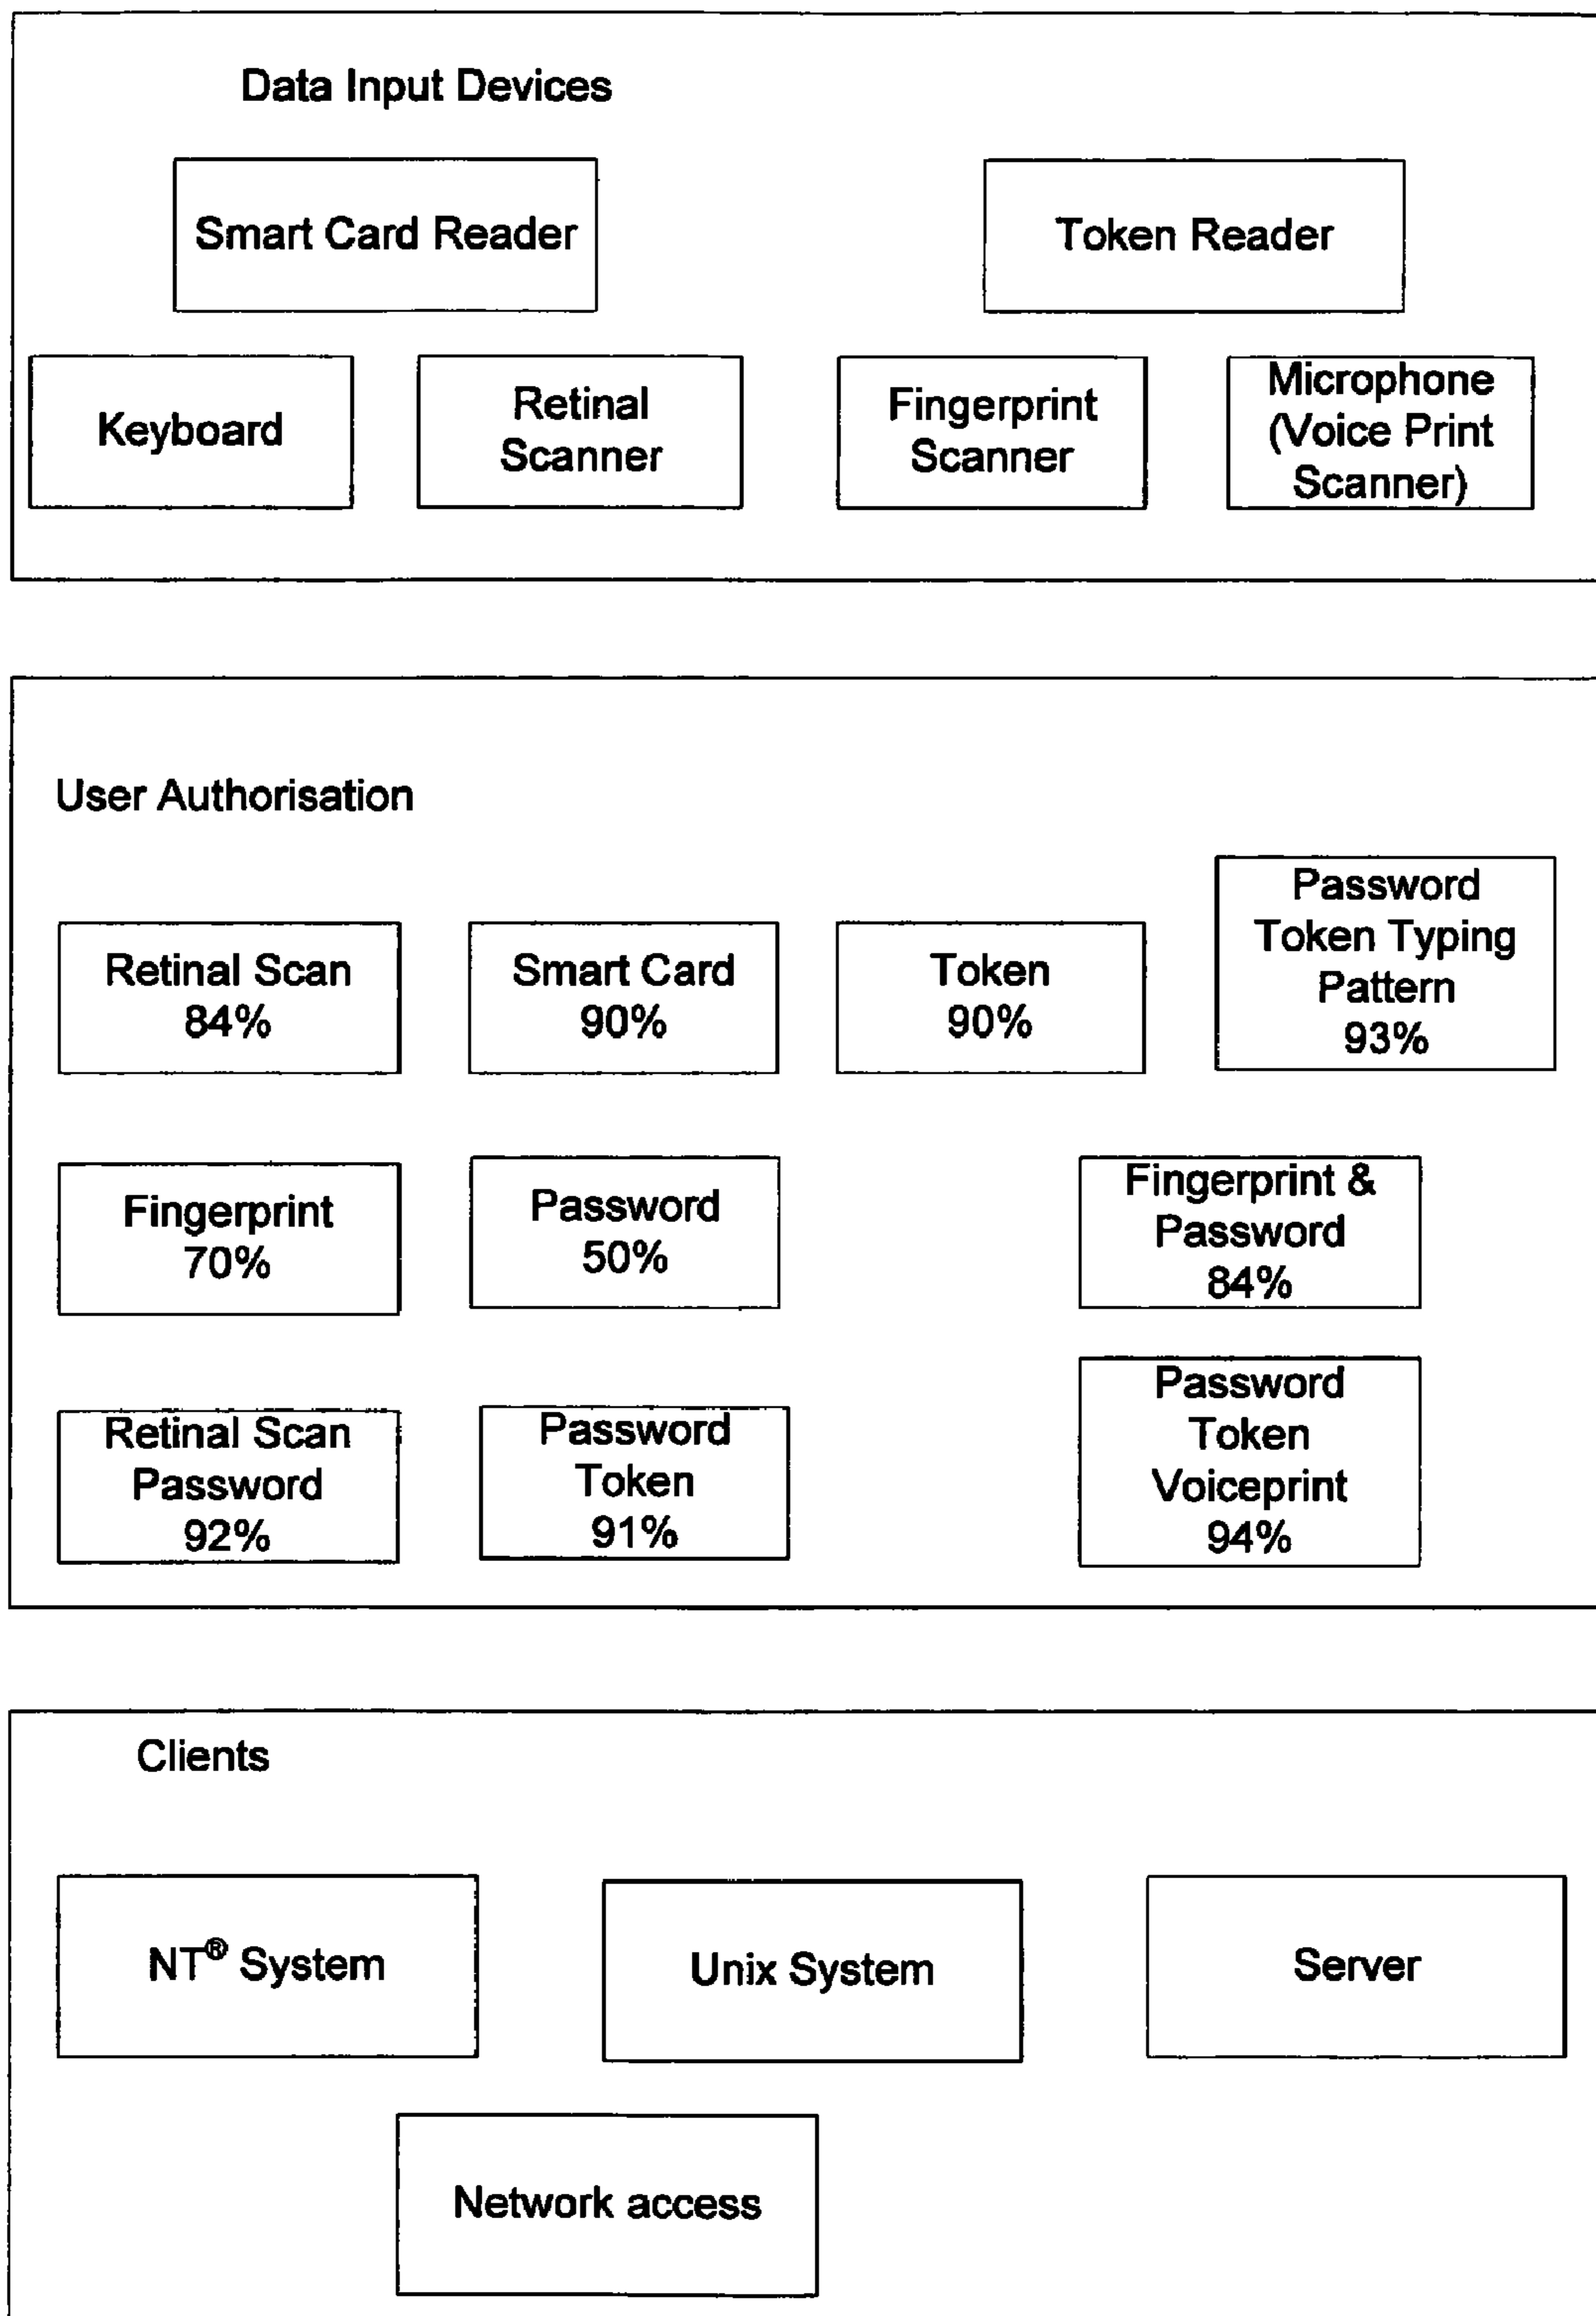 Data Input Devices
Smart Card Reader
Token Reader
Keyboard
Retinal
Scanner
Fingerprint
Scanner
Microphone
(Voice Print
Scanner)
User Authorisation
Retinal Scan
84%
Smart Card
90%
Token
90%
Password
Token Typing
Pattern
93%
Fingerprint
70%
Password
50%
Fingerprint &
Password
84%
Retinal Scan
Password
92%
Password
Token
91%
Password
Token
Voiceprint
94%
Clients
NT® System
Unix System
Server
Network access